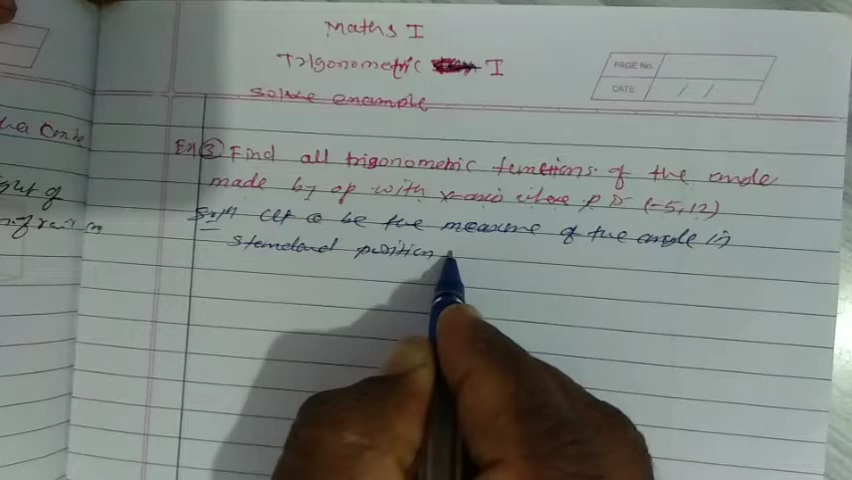 Maths I
Trigonometric I
PAGE No.
DATE / /
Solve example
Ex ③ Find all trigonometric functions of the angle
made by op with x-axis where p is (-5,12)
Soln Let θ be the measure of the angle in
standard position